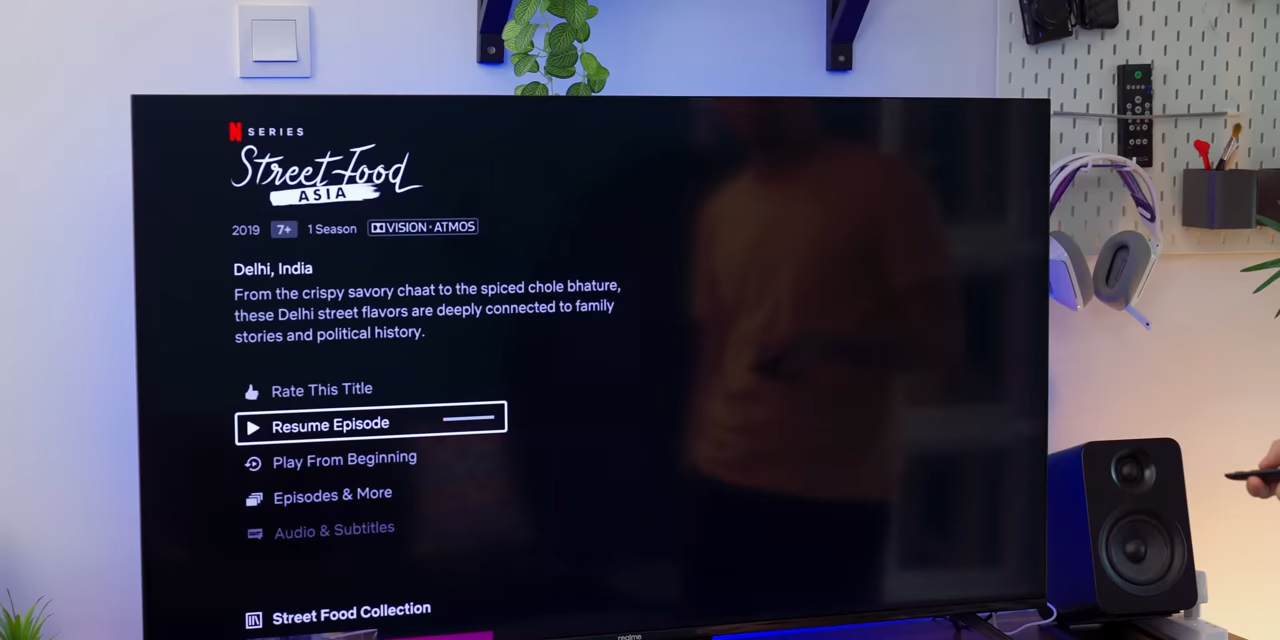 N SERIES
Street Food
ASIA
2019 7+ 1 Season VISION·ATMOS
Delhi, India
From the crispy savory chaat to the spiced chole bhature,
these Delhi street flavors are deeply connected to family
stories and political history.
Rate This Title
Resume Episode
Play From Beginning
Episodes & More
Audio & Subtitles
Street Food Collection
realme